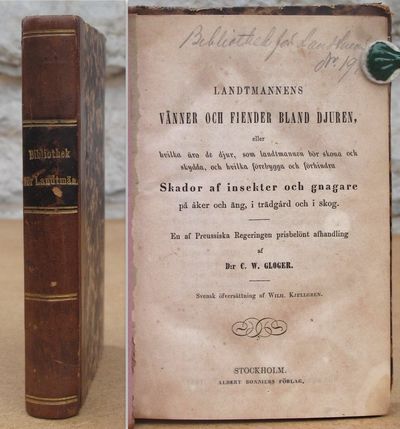 Bibliothek
för Landtmän.
Bibliothek för Landtmän
No 19
LANDTMANNENS
VÄNNER OCH FIENDER BLAND DJUREN,
eller
hvilka äro de djur, som landtmannen bör skona och
skydda, och hvilka förebygga och förhindra
Skador af insekter och gnagare
på åker och äng, i trädgård och i skog.
En af Preussiska Regeringen prisbelönt afhandling
af
D:r C. W. GLOGER.
Svensk öfversättning af WILH. KJELLGREN.
STOCKHOLM.
ALBERT BONNIERS FÖRLAG,